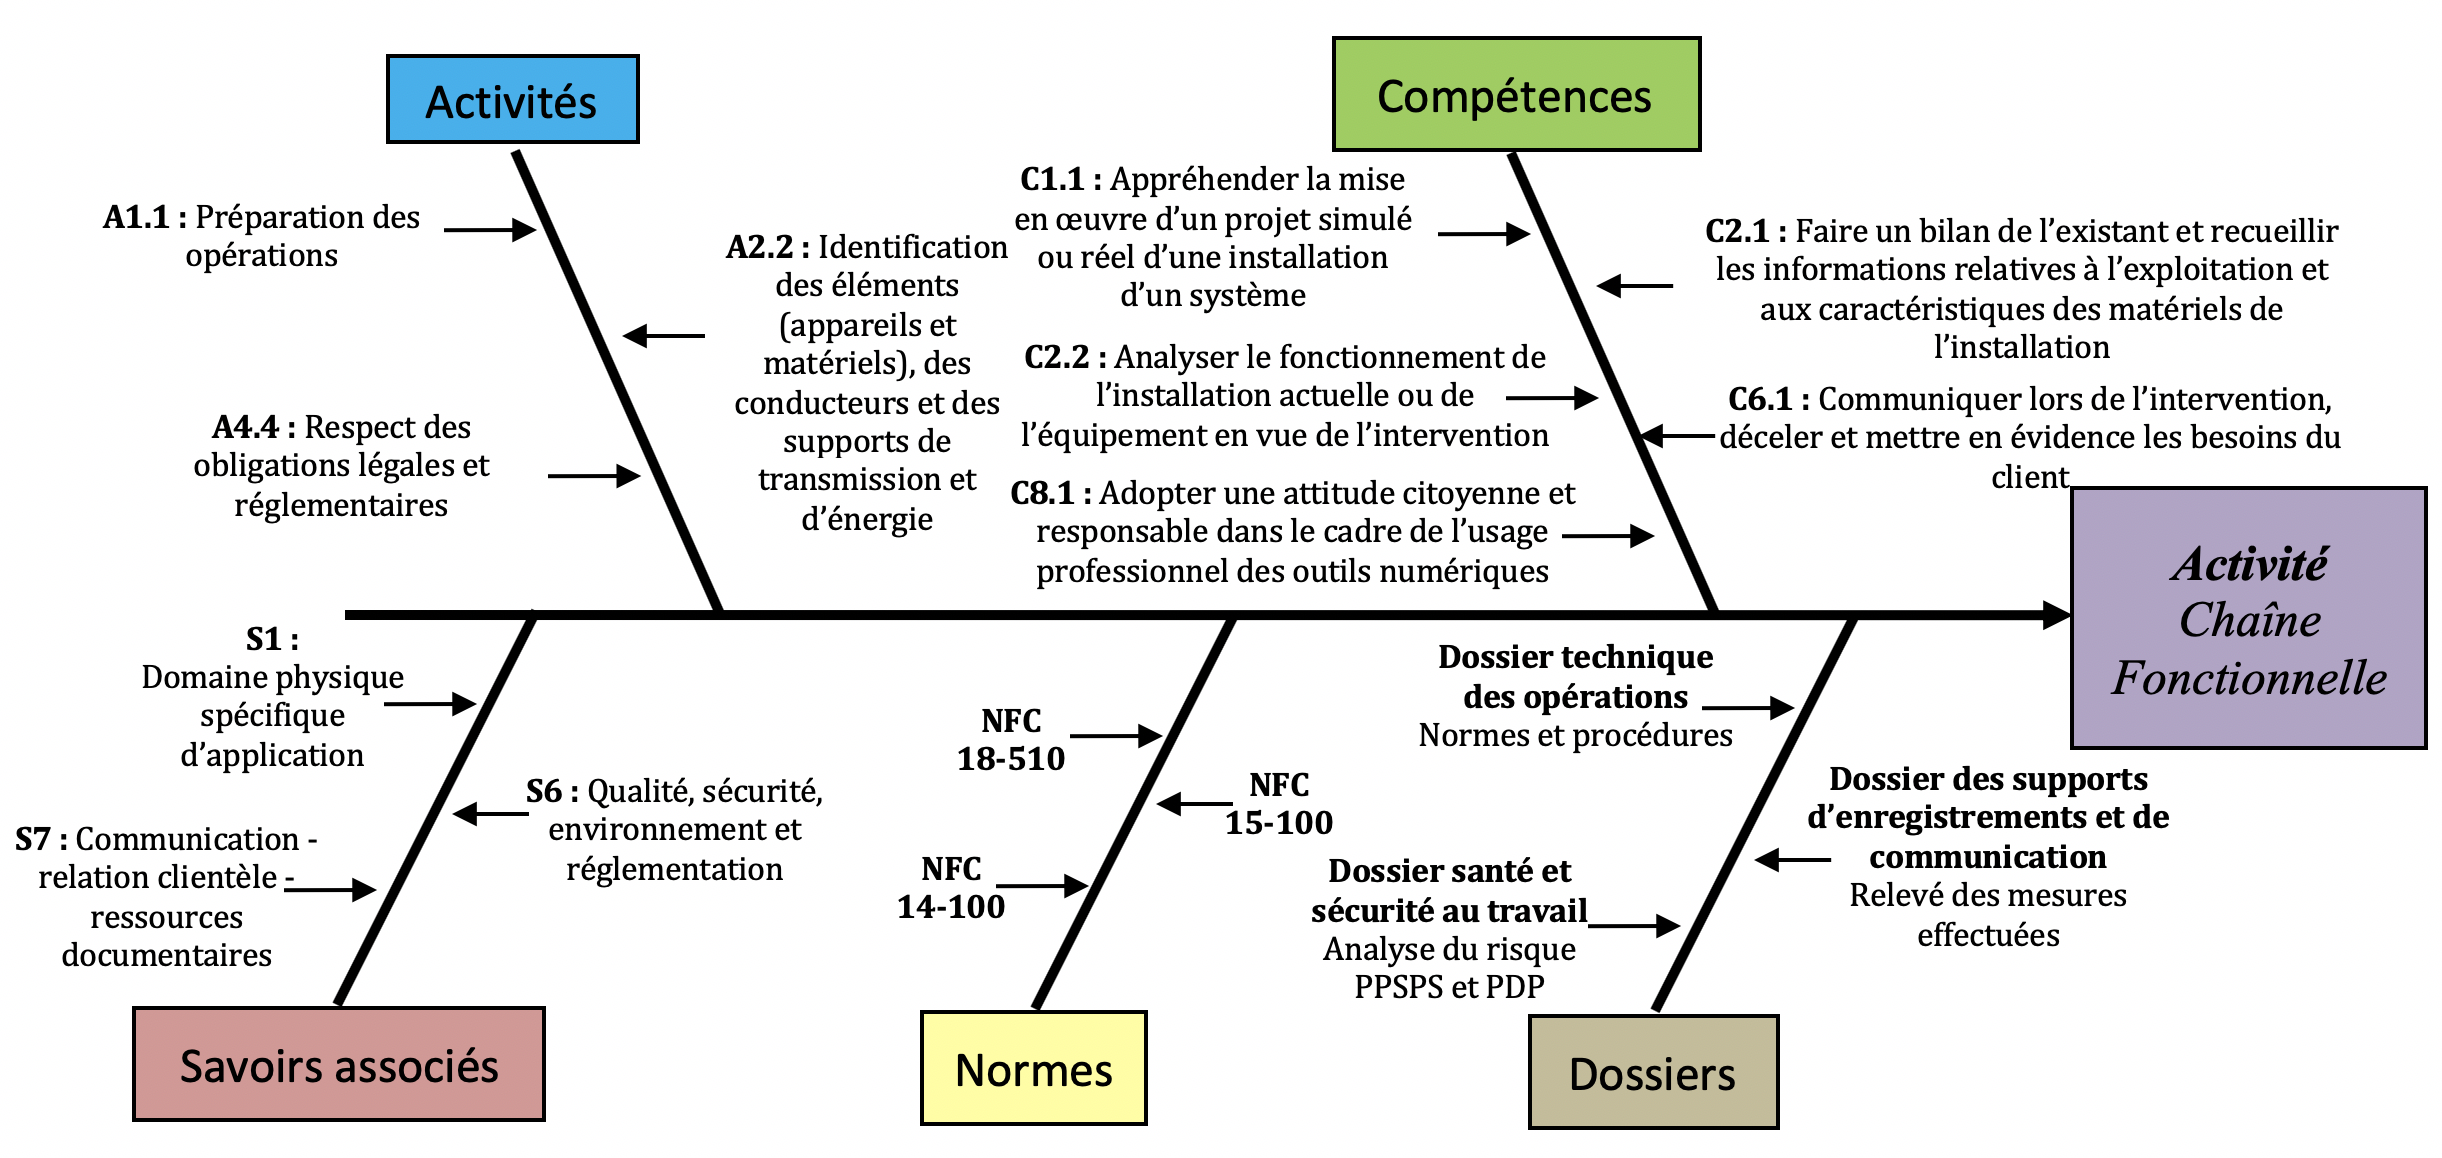 Activités
Compétences
A1.1 : Préparation des
opérations
A2.2 : Identification
des éléments
(appareils et
matériels), des
conducteurs et des
supports de
transmission et
d’énergie
A4.4 : Respect des
obligations légales et
réglementaires
C1.1 : Appréhender la mise
en œuvre d’un projet simulé
ou réel d’une installation
d’un système
C2.1 : Faire un bilan de l’existant et recueillir
les informations relatives à l’exploitation et
aux caractéristiques des matériels de
l’installation
C2.2 : Analyser le fonctionnement de
l’installation actuelle ou de
l’équipement en vue de l’intervention
C6.1 : Communiquer lors de l’intervention,
déceler et mettre en évidence les besoins du
client
C8.1 : Adopter une attitude citoyenne et
responsable dans le cadre de l’usage
professionnel des outils numériques
Activité
Chaîne
Fonctionnelle
S1 :
Domaine physique
spécifique
d’application
S6 : Qualité, sécurité,
environnement et
réglementation
S7 : Communication -
relation clientèle -
ressources
documentaires
NFC
18-510
NFC
15-100
NFC
14-100
Dossier technique
des opérations
Normes et procédures
Dossier des supports
d’enregistrements et de
communication
Relevé des mesures
effectuées
Dossier santé et
sécurité au travail
Analyse du risque
PPSPS et PDP
Savoirs associés
Normes
Dossiers